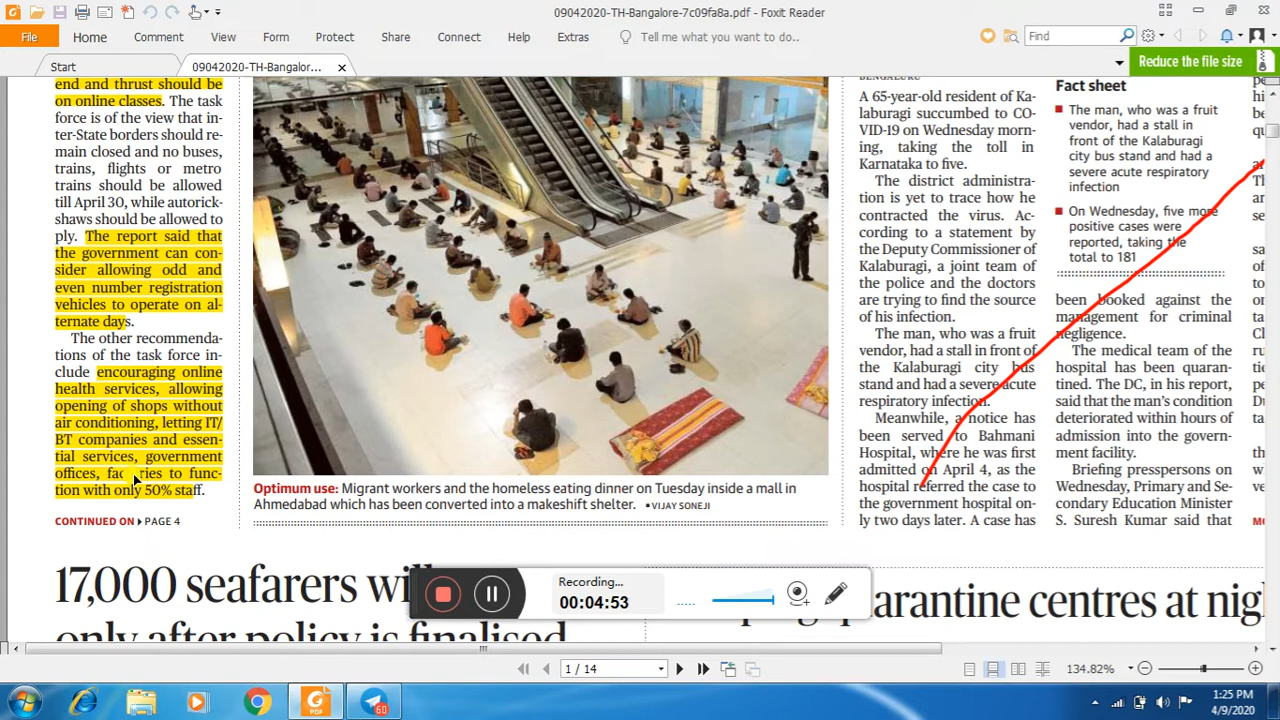 09042020-TH-Bangalore-7c09fa8a.pdf - Foxit Reader
File
Home
Comment
View
Form
Protect
Share
Connect
Help
Extras
Tell me what you want to do...
Find
Start
09042020-TH-Bangalor...
Reduce the file size
end and thrust should be
on online classes. The task
force is of the view that in-
ter-State borders should re-
main closed and no buses,
trains, flights or metro
trains should be allowed
till April 30, while autorick-
shaws should be allowed to
ply. The report said that
the government can con-
sider allowing odd and
even number registration
vehicles to operate on al-
ternate days.
The other recommenda-
tions of the task force in-
clude encouraging online
health services, allowing
opening of shops without
air conditioning, letting IT/
BT companies and essen-
tial services, government
offices, factories to func-
tion with only 50% staff.
CONTINUED ON PAGE 4
Optimum use: Migrant workers and the homeless eating dinner on Tuesday inside a mall in
Ahmedabad which has been converted into a makeshift shelter. ▪ VIJAY SONEJI
BENGALURU
A 65-year-old resident of Ka-
laburagi succumbed to CO-
VID-19 on Wednesday morn-
ing, taking the toll in
Karnataka to five.
The district administra-
tion is yet to trace how he
contracted the virus. Ac-
cording to a statement by
the Deputy Commissioner of
Kalaburagi, a joint team of
the police and the doctors
are trying to find the source
of his infection.
The man, who was a fruit
vendor, had a stall in front of
the Kalaburagi city bus
stand and had a severe acute
respiratory infection.
Meanwhile, a notice has
been served to Bahmani
Hospital, where he was first
admitted on April 4, as the
hospital referred the case to
the government hospital on-
ly two days later. A case has
Fact sheet
The man, who was a fruit
vendor, had a stall in
front of the Kalaburagi
city bus stand and had a
severe acute respiratory
infection
On Wednesday, five more
positive cases were
reported, taking the
total to 181
been booked against the
management for criminal
negligence.
The medical team of the
hospital has been quaran-
tined. The DC, in his report,
said that the man's condition
deteriorated within hours of
admission into the govern-
ment facility.
Briefing presspersons on
Wednesday, Primary and Se-
condary Education Minister
S. Suresh Kumar said that
17,000 seafarers wil
only after policy is finalised
Recording...
00:04:53
arantine centres at nig
1 / 14
134.82%
1:25 PM
4/9/2020